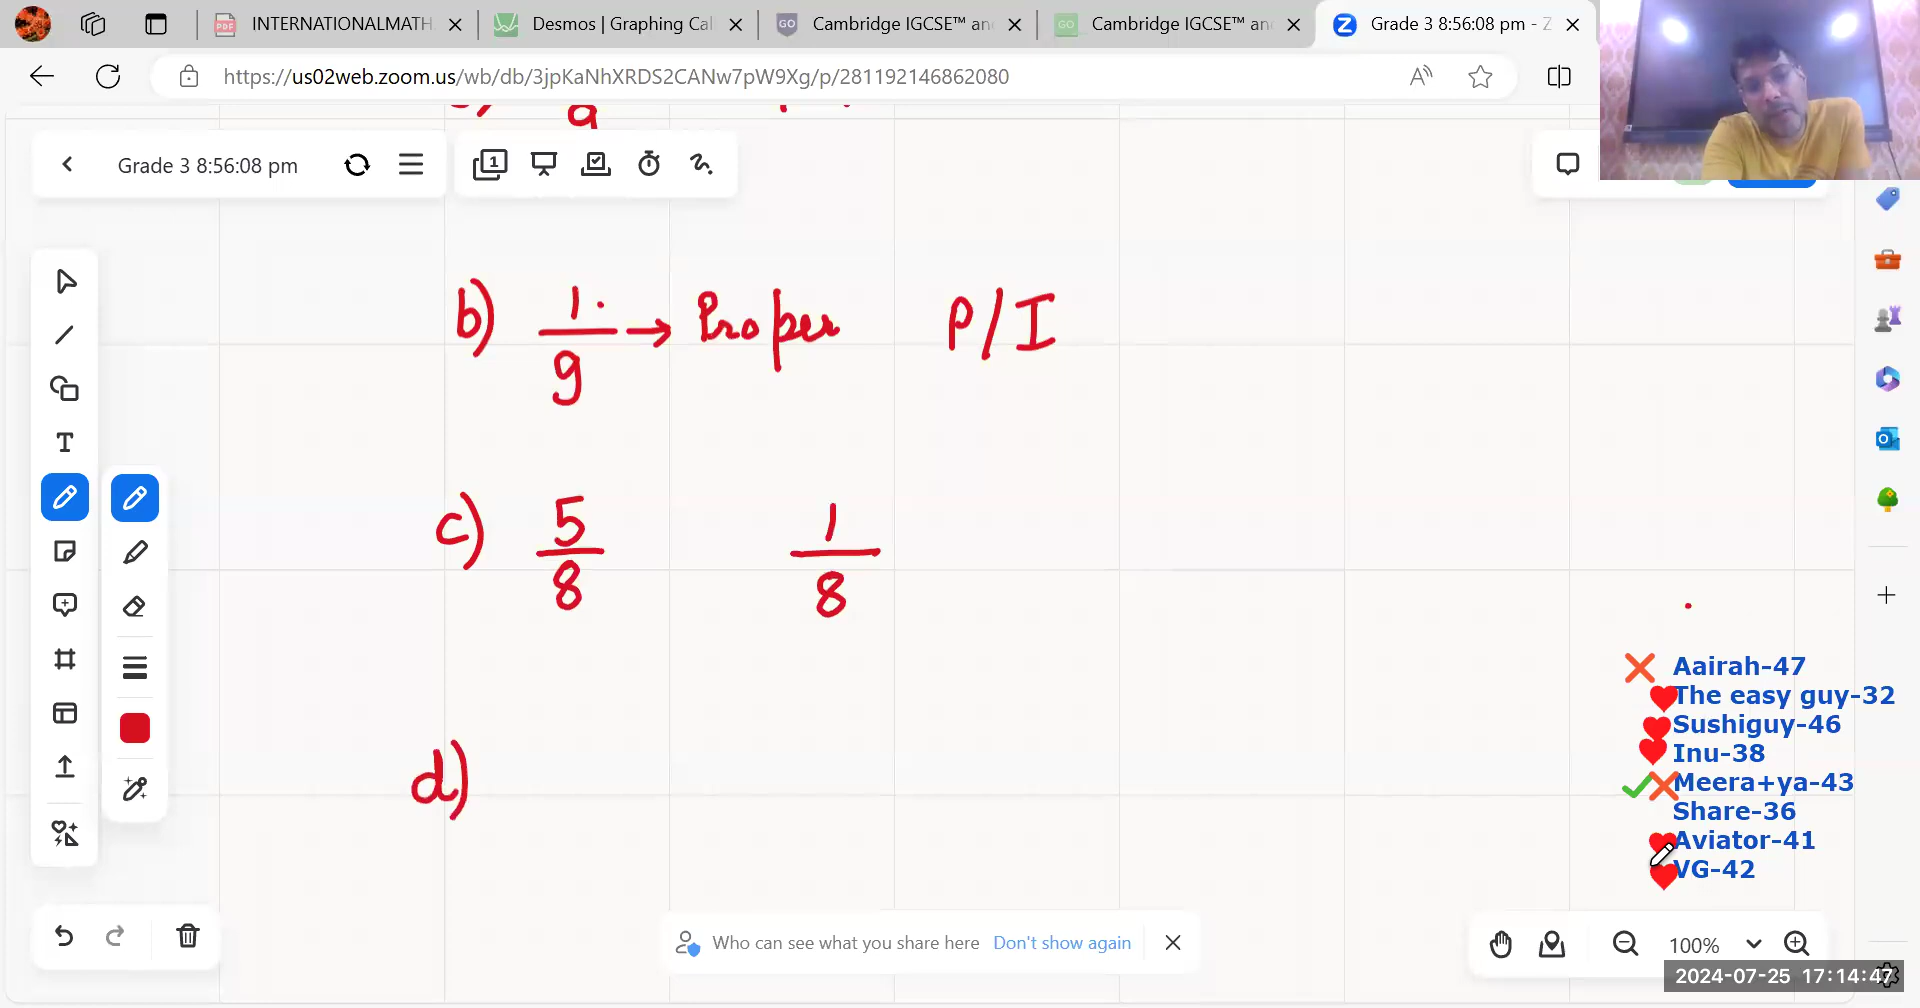 INTERNATIONALMATH
Desmos | Graphing Cal
Cambridge IGCSE™ an
Cambridge IGCSE™ an
Grade 3 8:56:08 pm - Z
https://us02web.zoom.us/wb/db/3jpKaNhXRDS2CANw7pW9Xg/p/281192146862080
Grade 3 8:56:08 pm
b) 1/9 → Proper P/I
c) 5/8 1/8
d)
Aairah-47
The easy guy-32
Sushiguy-46
Inu-38
Meera+ya-43
Share-36
Aviator-41
VG-42
Who can see what you share here Don't show again
100%
2024-07-25 17:14:47